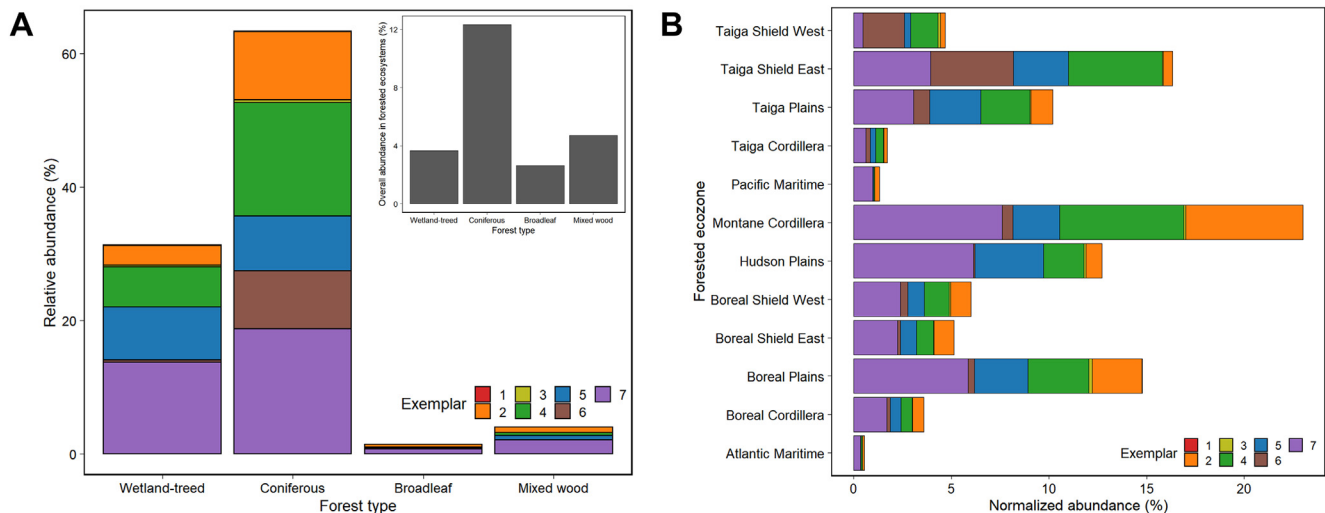 A
Relative abundance (%)
60
40
20
0
Overall abundance in forested ecosystems (%)
12
8
4
0
Wetland-treed Coniferous Broadleaf Mixed wood
Forest type
Exemplar 1 3 5 7
2 4 6
Wetland-treed Coniferous Broadleaf Mixed wood
Forest type
B
Forested ecozone
Taiga Shield West
Taiga Shield East
Taiga Plains
Taiga Cordillera
Pacific Maritime
Montane Cordillera
Hudson Plains
Boreal Shield West
Boreal Shield East
Boreal Plains
Boreal Cordillera
Atlantic Maritime
Exemplar 1 3 5 7
2 4 6
0 5 10 15 20
Normalized abundance (%)